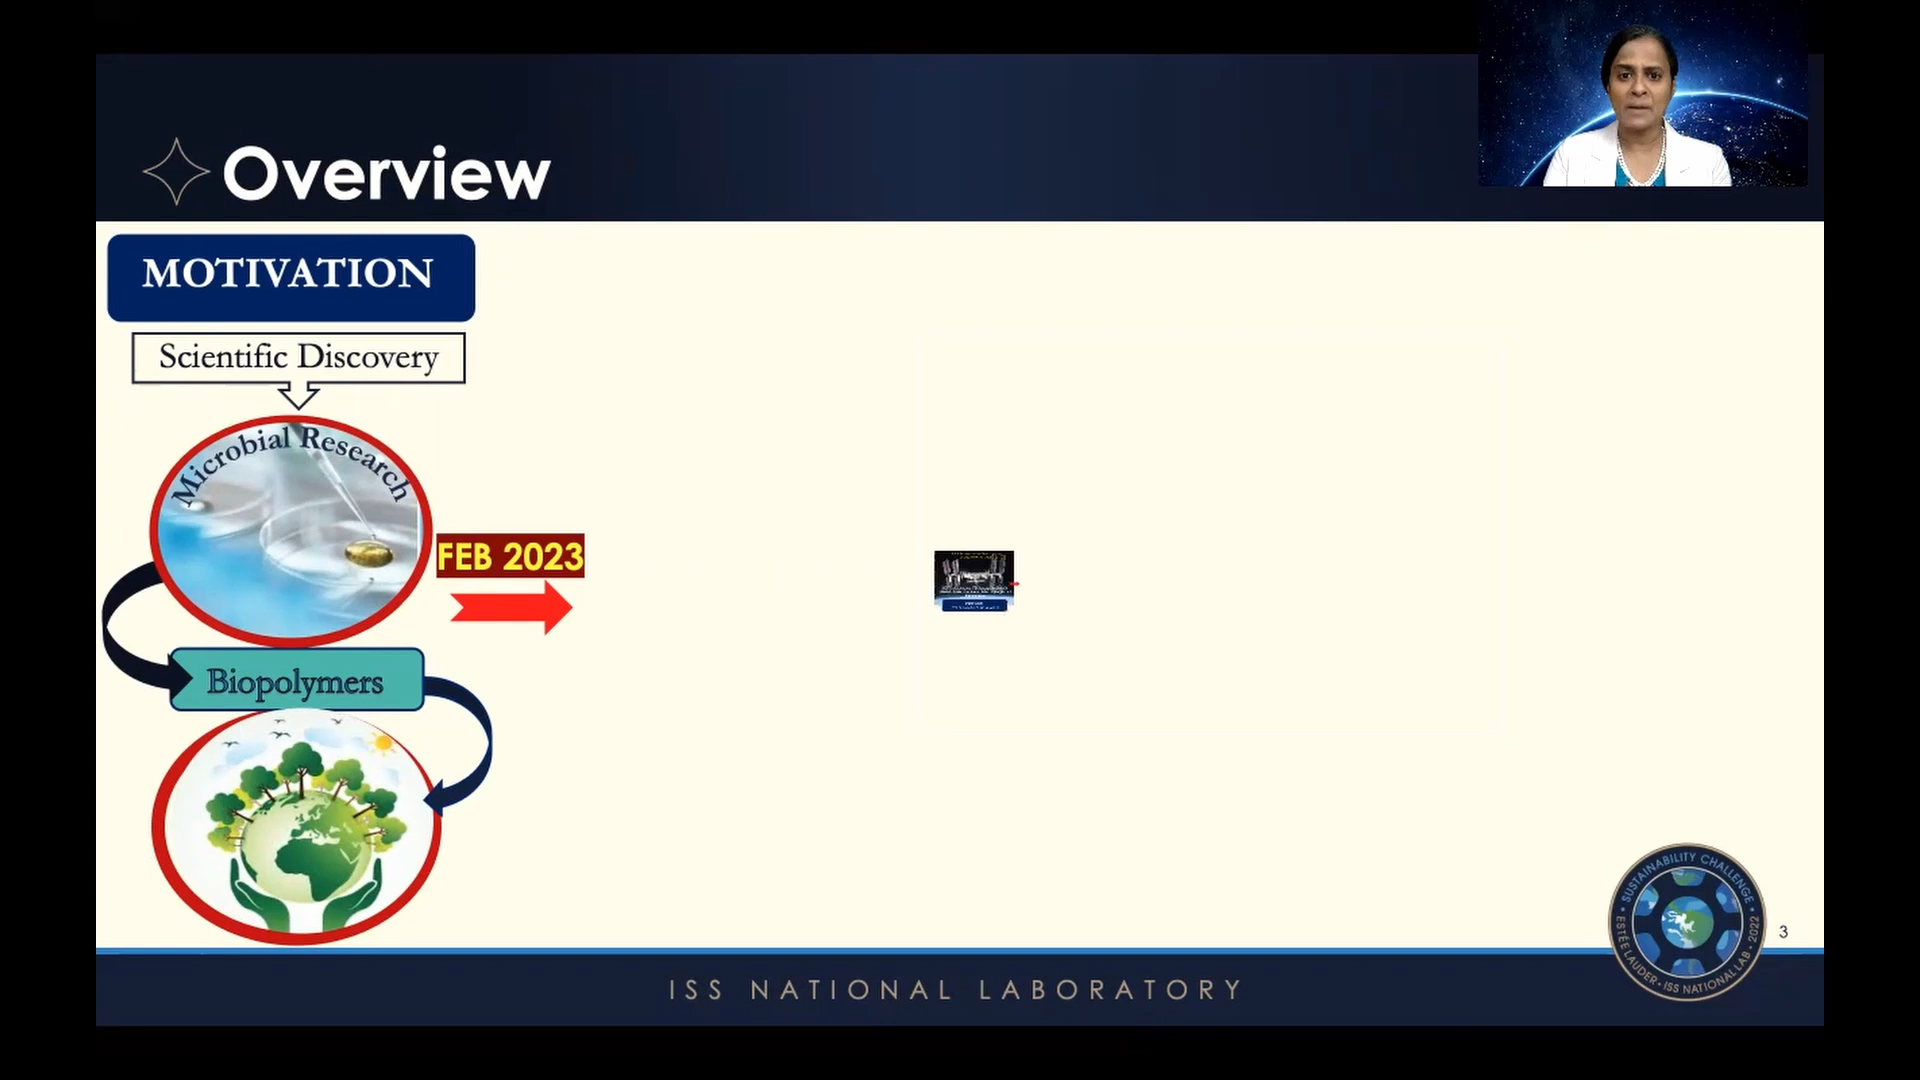 Overview
MOTIVATION
Scientific Discovery
Microbial Research
FEB 2023
Biopolymers
SUSTAINABILITY CHALLENGE
ESTĒE LAUDER • ISS NATIONAL LAB • 2022
3
ISS NATIONAL LABORATORY